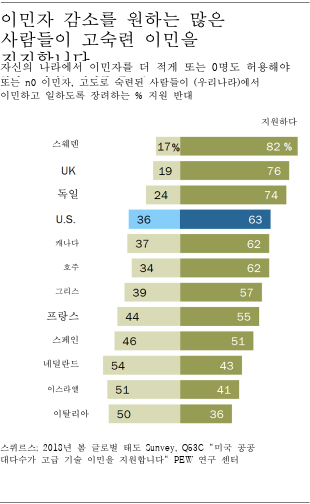 이민자 감소를 원하는 많은
사람들이 고숙련 이민을
지지합니다
자신의 나라에서 이민자를 더 적게 또는 0명도 허용해야
또는 n0 이민자, 고도로 숙련된 사람들이 (우리나라)에서
이민하고 일하도록 장려하는 % 지원 반대
지원하다
스웨덴 17% 82 %
UK 19 76
독일 24 74
U.S. 36 63
캐나다 37 62
호주 34 62
그리스 39 57
프랑스 44 55
스페인 46 51
네덜란드 54 43
이스라엘 51 41
이탈리아 50 36
스퀴르스: 2018년 봄 글로벌 태도 Survey, Q53C "미국 공공
대다수가 고급 기술 이민을 지원합니다" PEW 연구 센터